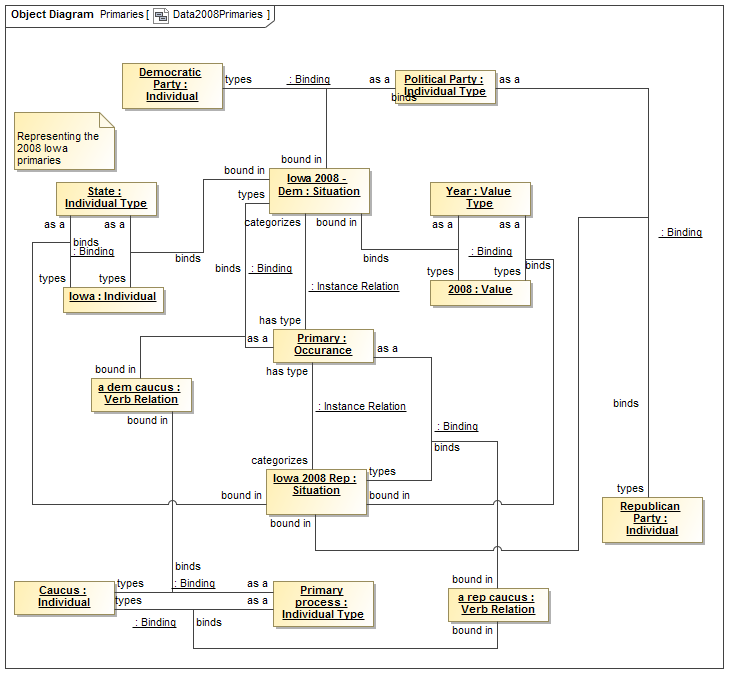 Object Diagram Primaries [ Data2008Primaries ]
Democratic
Party :
Individual
types
: Binding
as a
Political Party :
Individual Type
as a
binds
Representing the
2008 Iowa
primaries
bound in
bound in
Iowa 2008 -
Dem : Situation
types
categorizes
bound in
State :
Individual Type
Year : Value
Type
as a
as a
as a
as a
: Binding
binds
: Binding
binds
: Binding
binds
binds
binds
: Binding
types
types
types
types
Iowa : Individual
2008 : Value
: Instance Relation
has type
as a
Primary :
Occurance
as a
has type
bound in
a dem caucus :
Verb Relation
bound in
: Instance Relation
binds
: Binding
binds
categorizes
types
Iowa 2008 Rep :
Situation
bound in
bound in
bound in
types
Republican
Party :
Individual
binds
bound in
Caucus :
Individual
types
: Binding
as a
types
as a
Primary
process :
Individual Type
a rep caucus :
Verb Relation
: Binding
binds
bound in